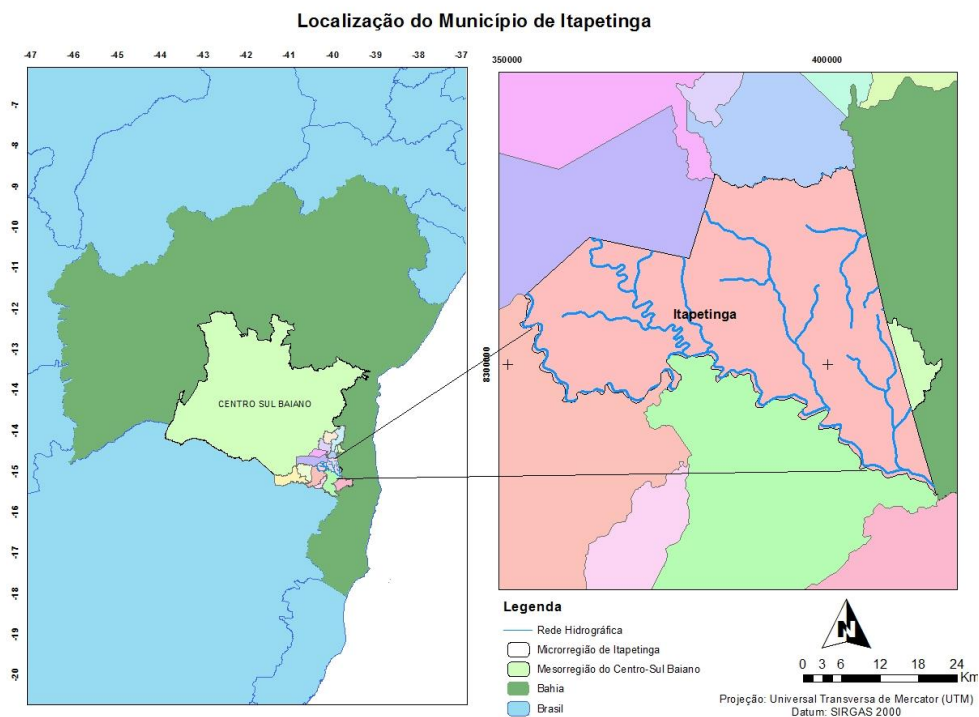 Localização do Município de Itapetinga
-47 -46 -45 -44 -43 -42 -41 -40 -39 -38 -37
-7
-8
-9
-10
-11
-12
-13
-14
-15
-16
-17
-18
-19
-20
CENTRO SUL BAIANO
350000 400000
8300000
Itapetinga
Legenda
Rede Hidrográfica
Microrregião de Itapetinga
Mesorregião do Centro-Sul Baiano
Bahia
Brasil
N
0 3 6 12 18 24
Km
Projeção: Universal Transversa de Mercator (UTM)
Datum: SIRGAS 2000